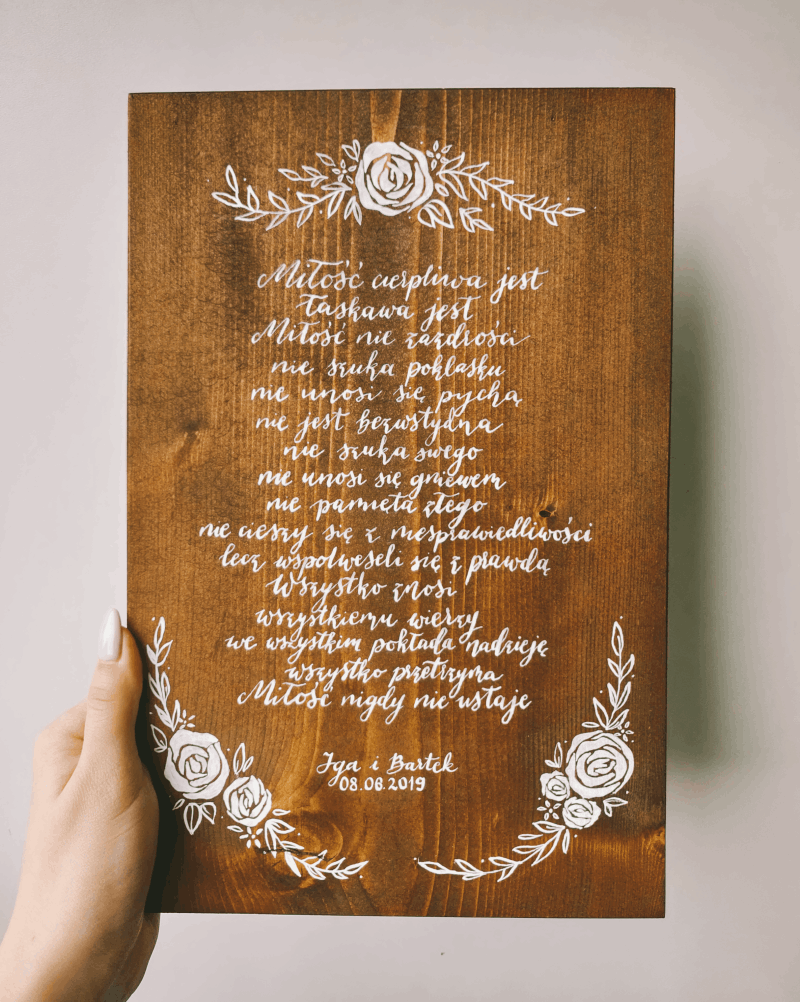 Miłość cierpliwa jest
łaskawa jest
Miłość nie zazdrości
nie szuka poklasku
nie unosi się pychą
nie jest bezwstydna
nie szuka swego
nie unosi się gniewem
nie pamięta złego
nie cieszy się z niesprawiedliwości
lecz wspolweseli się z prawdą
Wszystko znosi
wszystkiemu wierzy
we wszystkim pokłada nadzieję
wszystko przetrzyma
Miłość nigdy nie ustaje
Iga i Bartek
08.06.2019